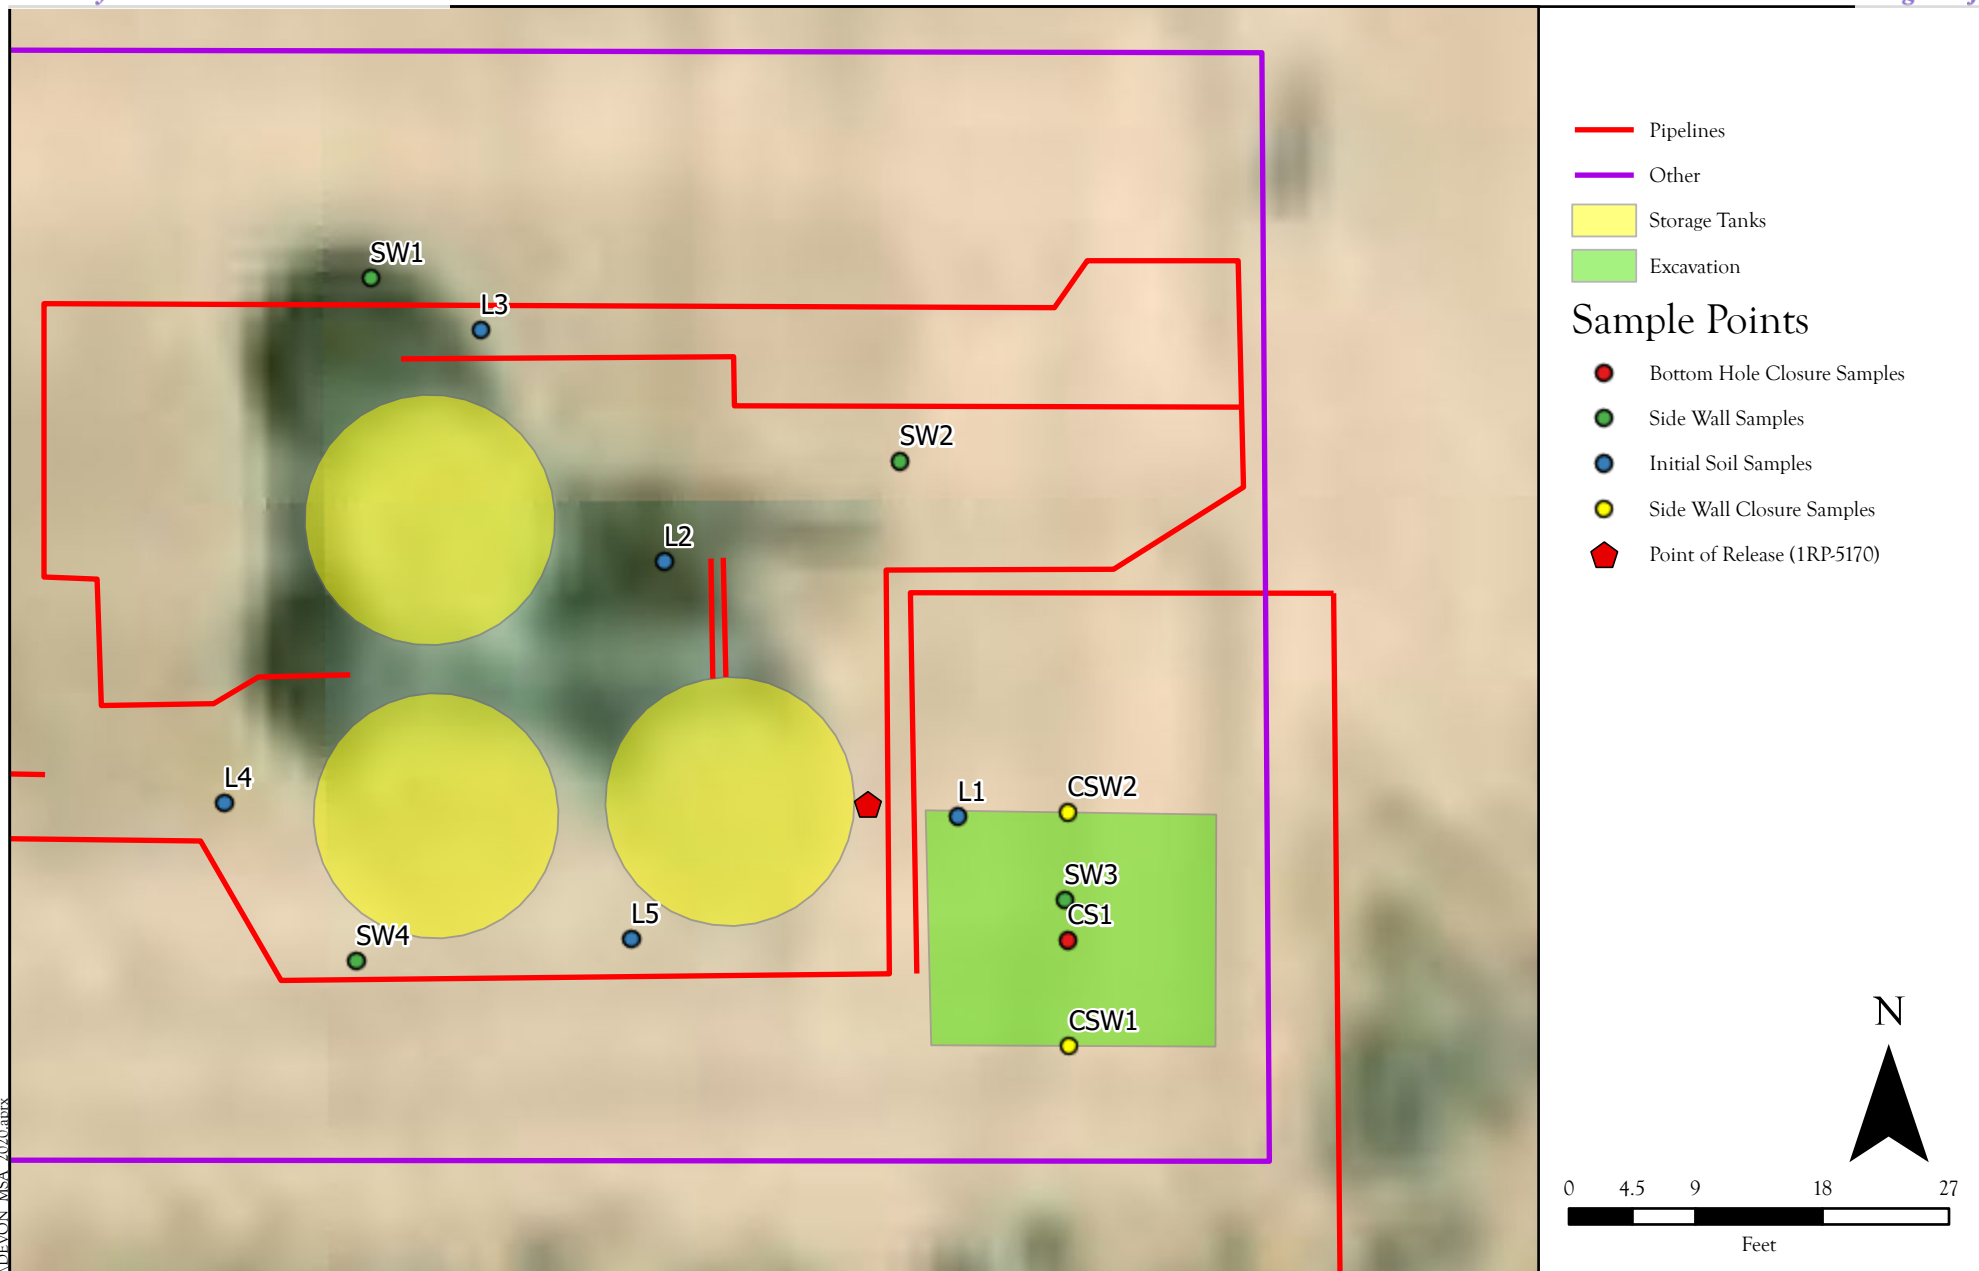 SW1
L3
SW2
L2
L4
L1
CSW2
SW3
CS1
L5
SW4
CSW1
Pipelines
Other
Storage Tanks
Excavation
Sample Points
Bottom Hole Closure Samples
Side Wall Samples
Initial Soil Samples
Side Wall Closure Samples
Point of Release (1RP-5170)
N
0 4.5 9 18 27
Feet
DEVON_MSA_2020.aprx